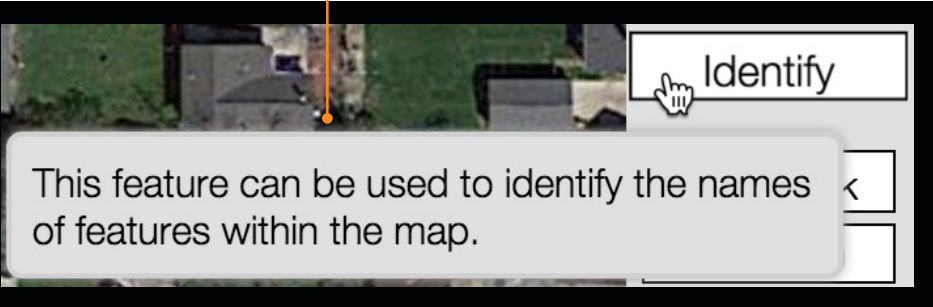 Identify
This feature can be used to identify the names
of features within the map.
k